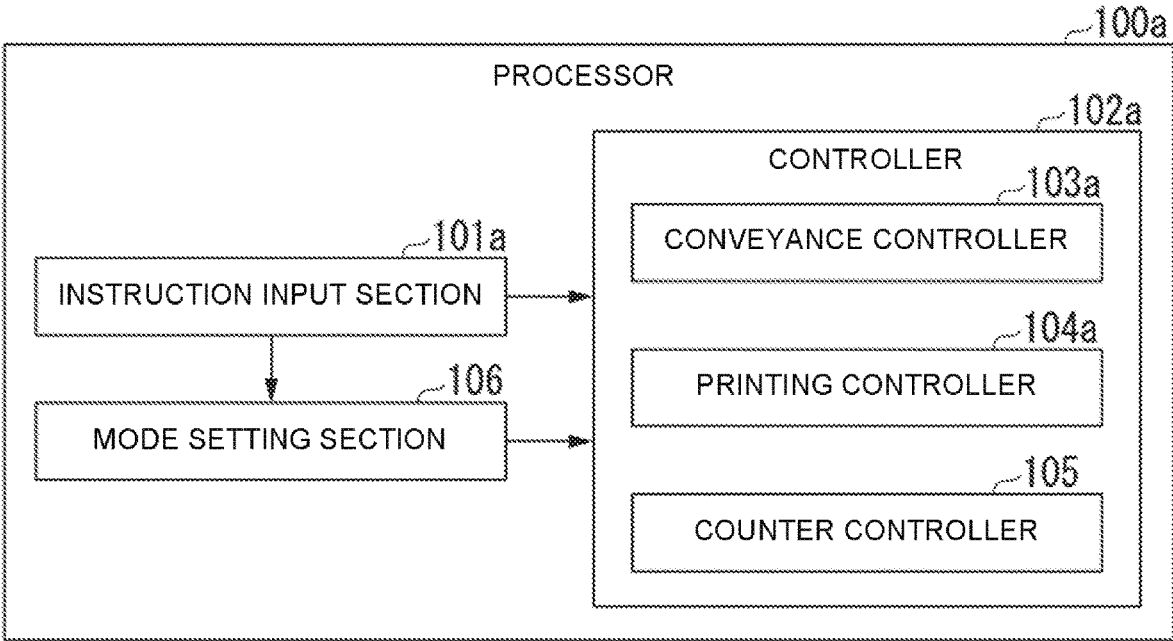 100a
PROCESSOR
102a
CONTROLLER
103a
CONVEYANCE CONTROLLER
101a
INSTRUCTION INPUT SECTION
104a
PRINTING CONTROLLER
106
MODE SETTING SECTION
105
COUNTER CONTROLLER